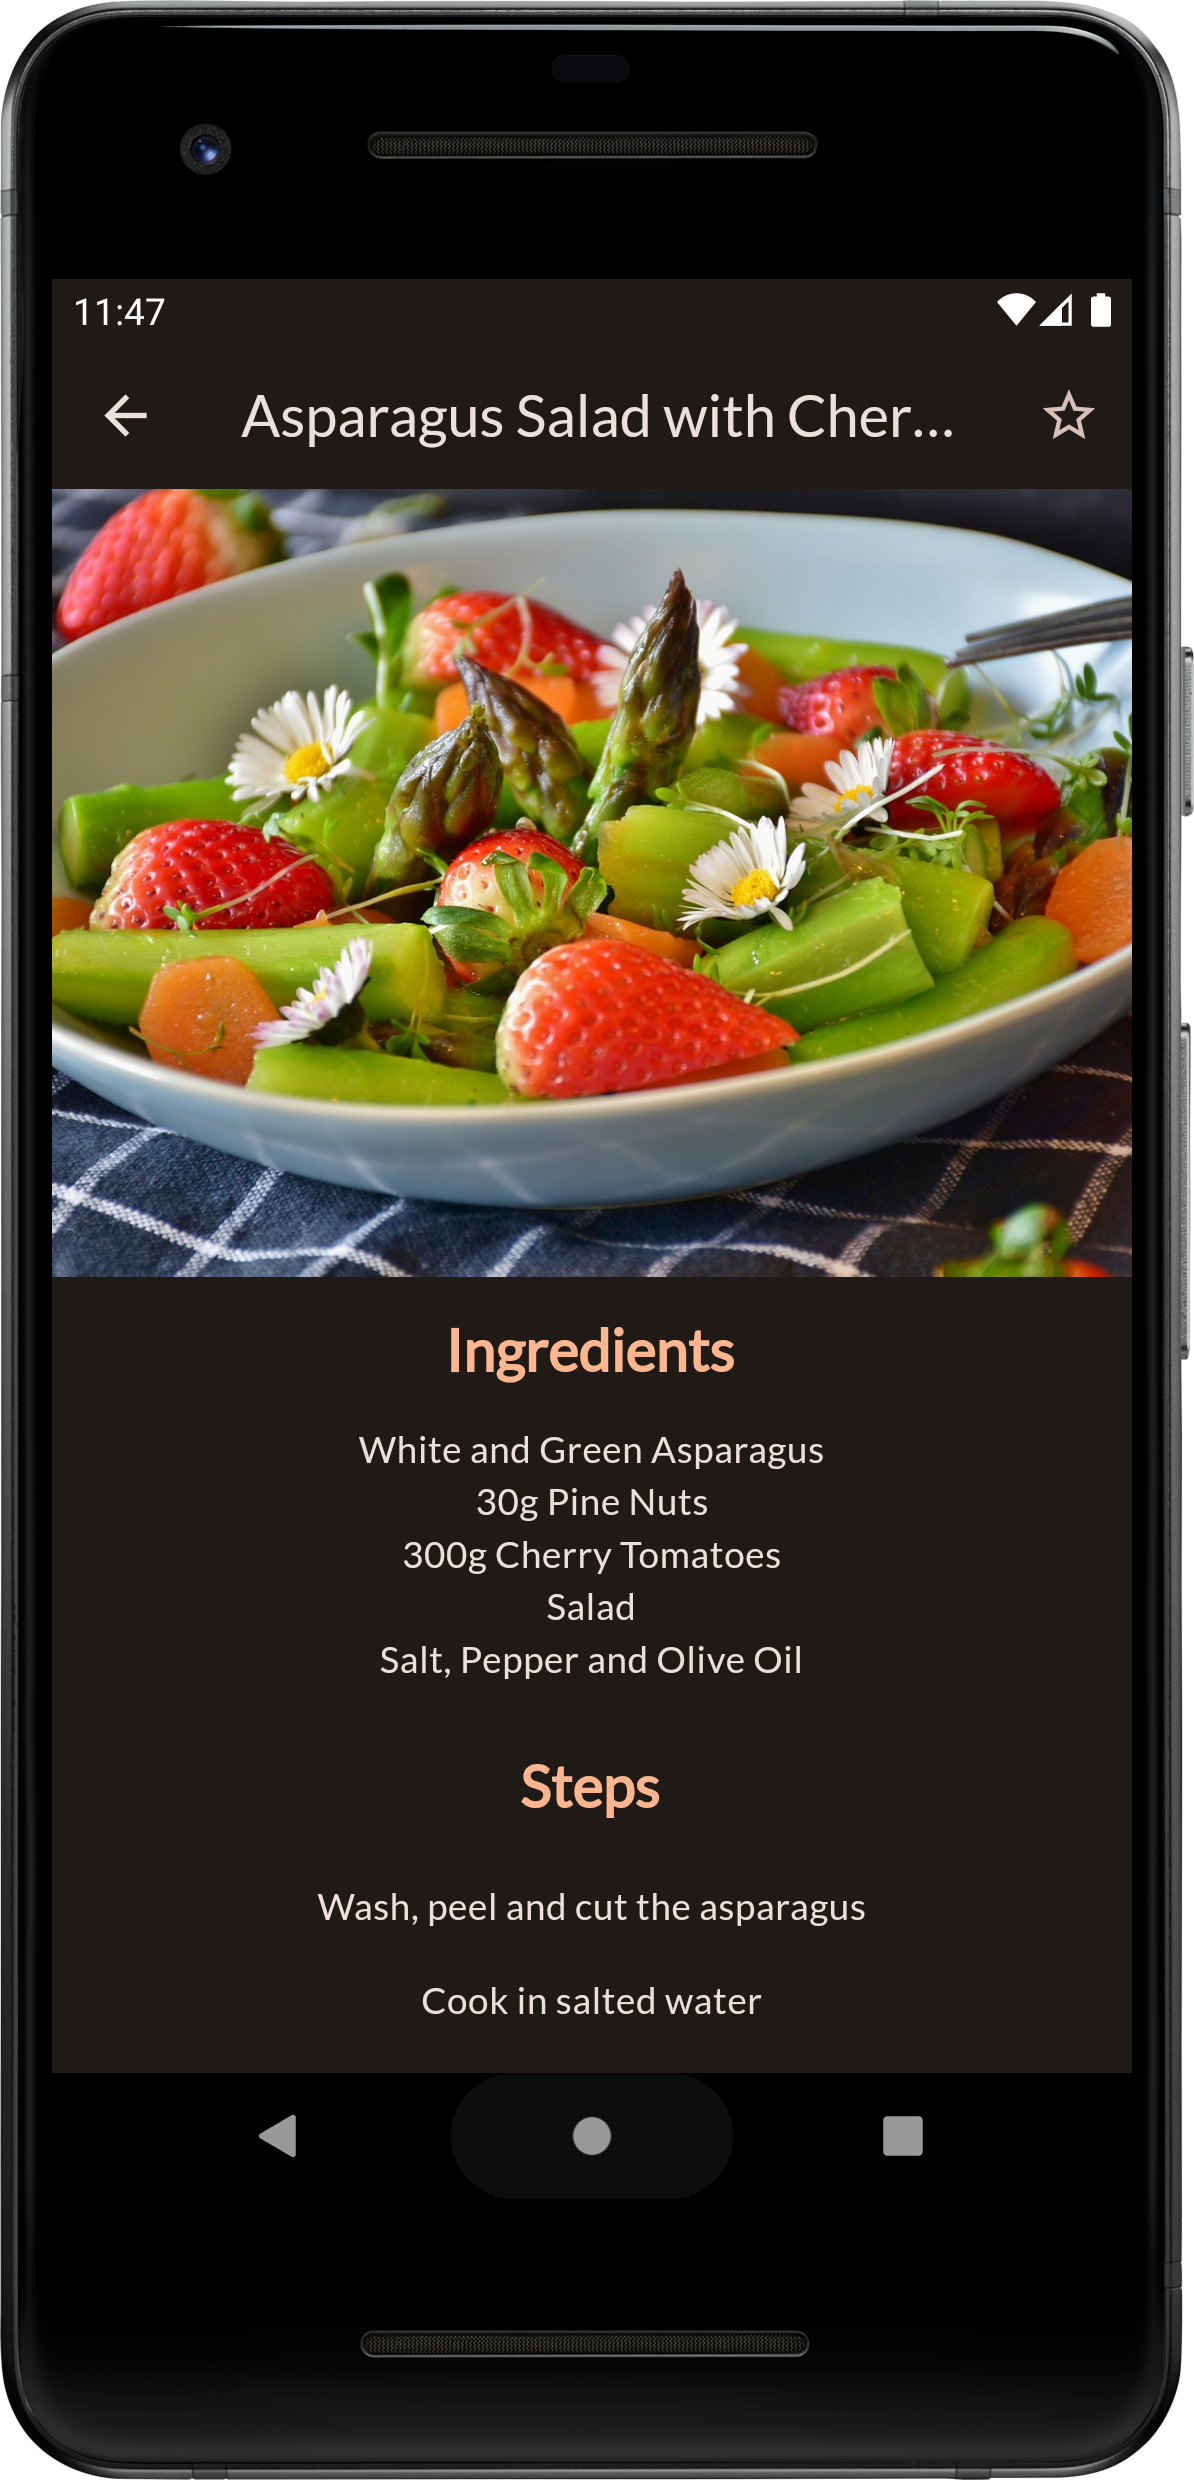 11:47
Asparagus Salad with Cher...
Ingredients
White and Green Asparagus
30g Pine Nuts
300g Cherry Tomatoes
Salad
Salt, Pepper and Olive Oil
Steps
Wash, peel and cut the asparagus
Cook in salted water